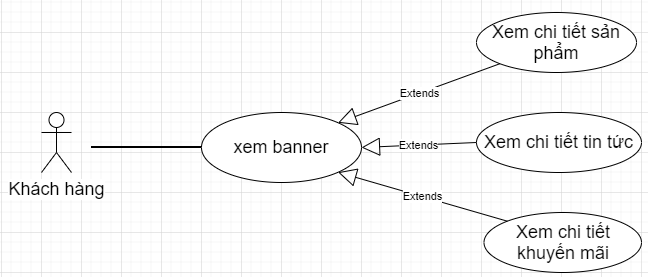 Xem chi tiết sản
phẩm
Extends
Khách hàng
xem banner
Extends
Xem chi tiết tin tức
Extends
Xem chi tiết
khuyến mãi